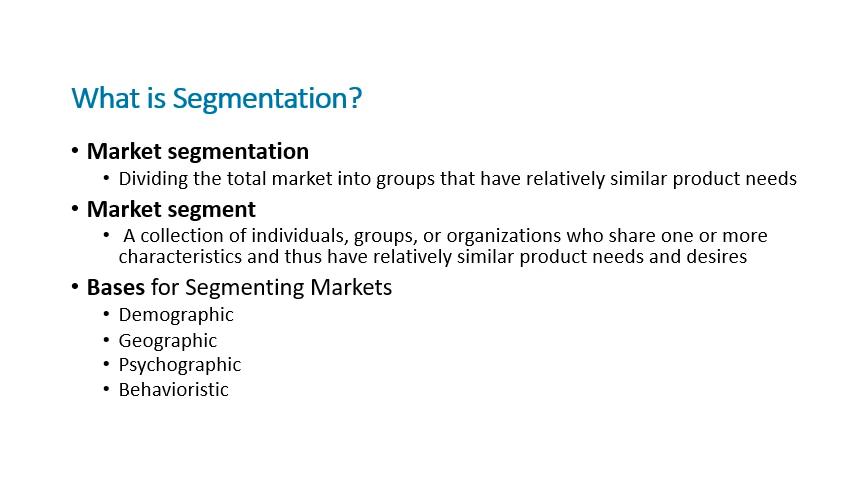 What is Segmentation?
• Market segmentation
• Dividing the total market into groups that have relatively similar product needs
• Market segment
• A collection of individuals, groups, or organizations who share one or more
characteristics and thus have relatively similar product needs and desires
• Bases for Segmenting Markets
• Demographic
• Geographic
• Psychographic
• Behavioristic